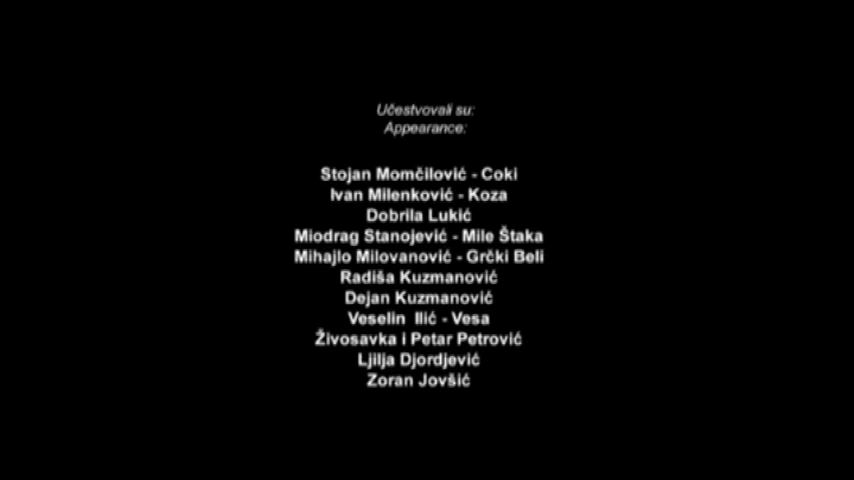 Učestvovali su:
Appearance:
Stojan Momčilović - Coki
Ivan Milenković - Koza
Dobrila Lukić
Miodrag Stanojević - Mile Štaka
Mihajlo Milovanović - Grčki Beli
Radiša Kuzmanović
Dejan Kuzmanović
Veselin Ilić - Vesa
Živosavka i Petar Petrović
Ljilja Djordjević
Zoran Jovšić